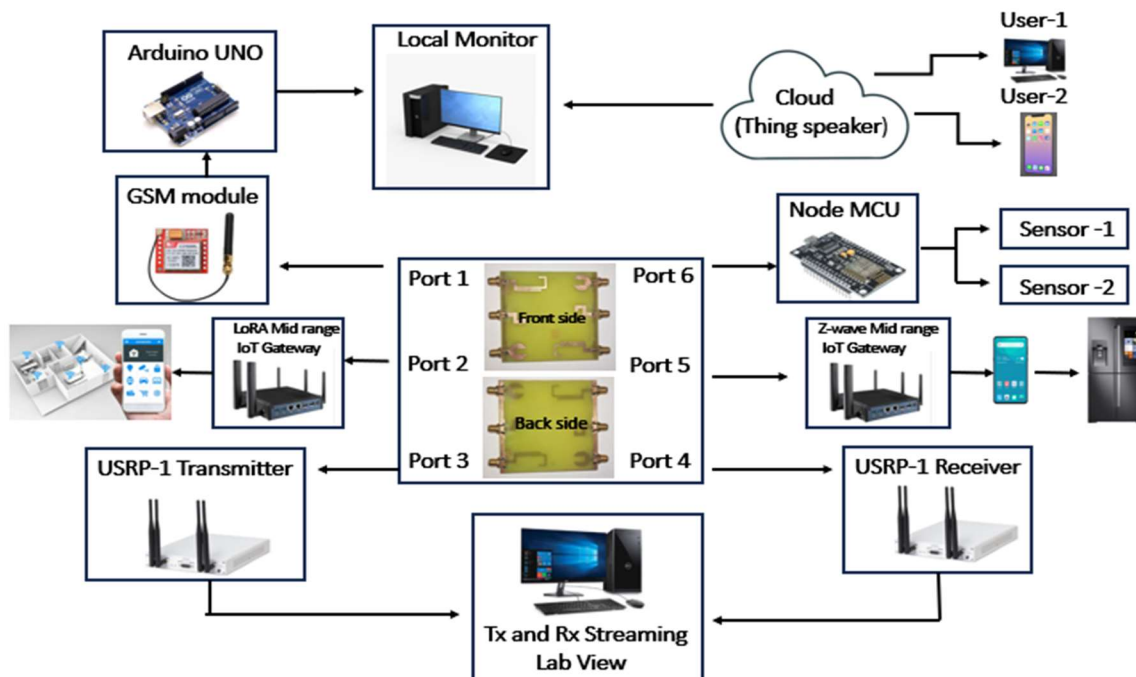 User-1
Arduino UNO
Local Monitor
Cloud
(Thing speaker)
User-2
GSM module
Node MCU
Sensor -1
Sensor -2
Port 1
Front side
Port 6
LoRA Mid range
IoT Gateway
Port 2
Port 5
Z-wave Mid range
IoT Gateway
Back side
Port 3
Port 4
USRP-1 Transmitter
USRP-1 Receiver
Tx and Rx Streaming
Lab View